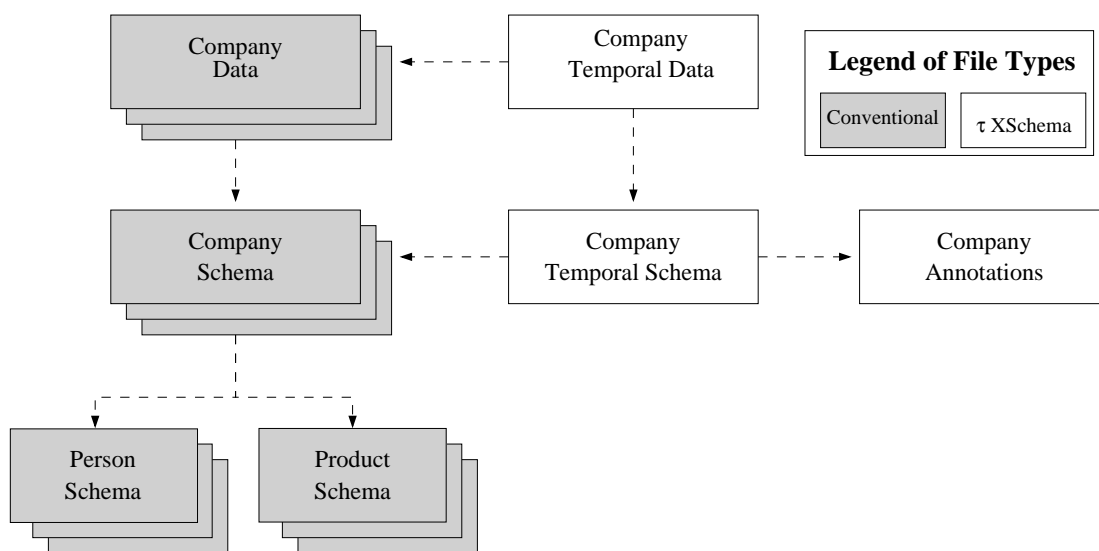 Company
Data
Company
Temporal Data
Legend of File Types
Conventional
τ XSchema
Company
Schema
Company
Temporal Schema
Company
Annotations
Person
Schema
Product
Schema